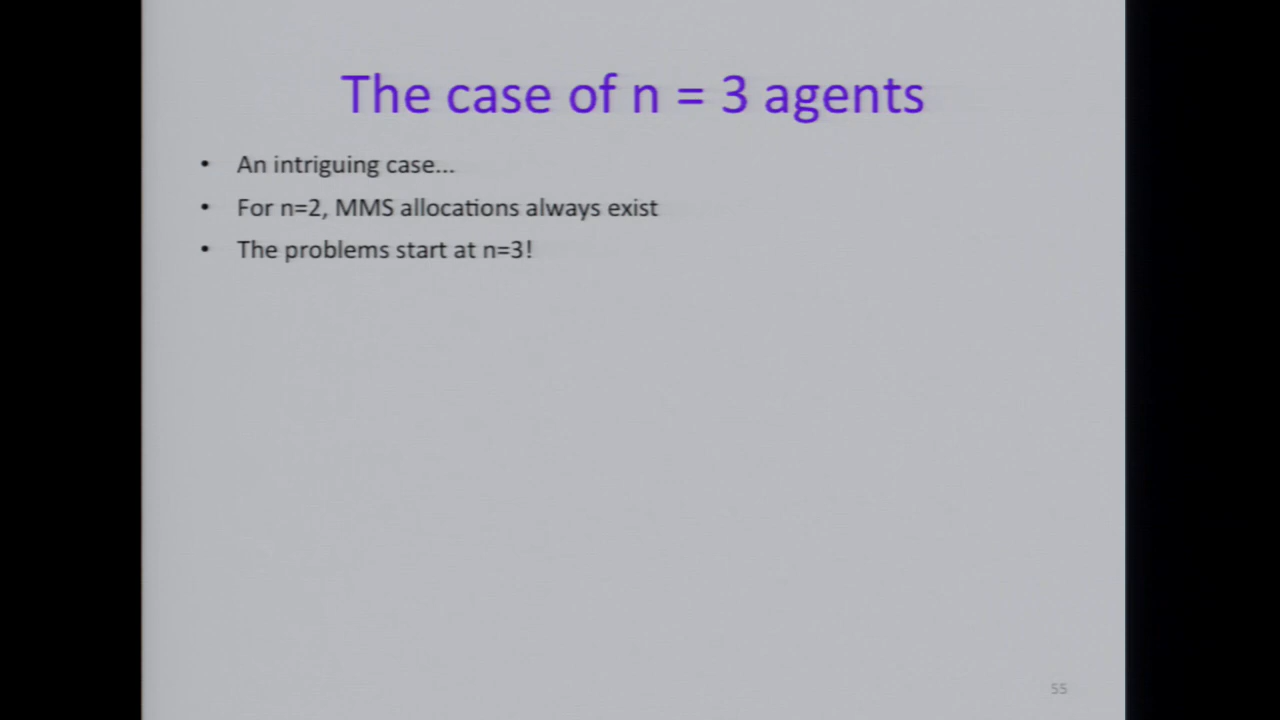 The case of n = 3 agents
• An intriguing case...
• For n=2, MMS allocations always exist
• The problems start at n=3!
55